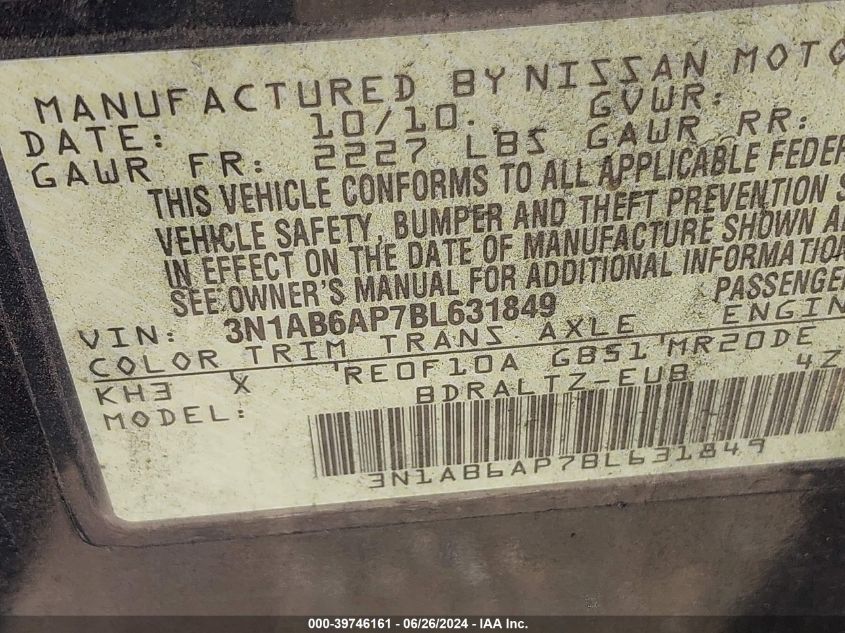 MANUFACTURED BY NISSAN MOTO
DATE: 10/10. GVWR:
GAWR FR: 2227 LBS GAWR RR:
THIS VEHICLE CONFORMS TO ALL APPLICABLE FEDER
VEHICLE SAFETY, BUMPER AND THEFT PREVENTION S
IN EFFECT ON THE DATE OF MANUFACTURE SHOWN A
SEE OWNER'S MANUAL FOR ADDITIONAL INFORMATION
VIN: 3N1AB6AP7BL631849 PASSENGER
COLOR TRIM TRANS AXLE ENGIN
KH3 X RE0F10A GB51 MR20DE
MODEL: BDRALTZ-EUB 4Z
3N1AB6AP7BL631849
000-39746161 - 06/26/2024 - IAA Inc.